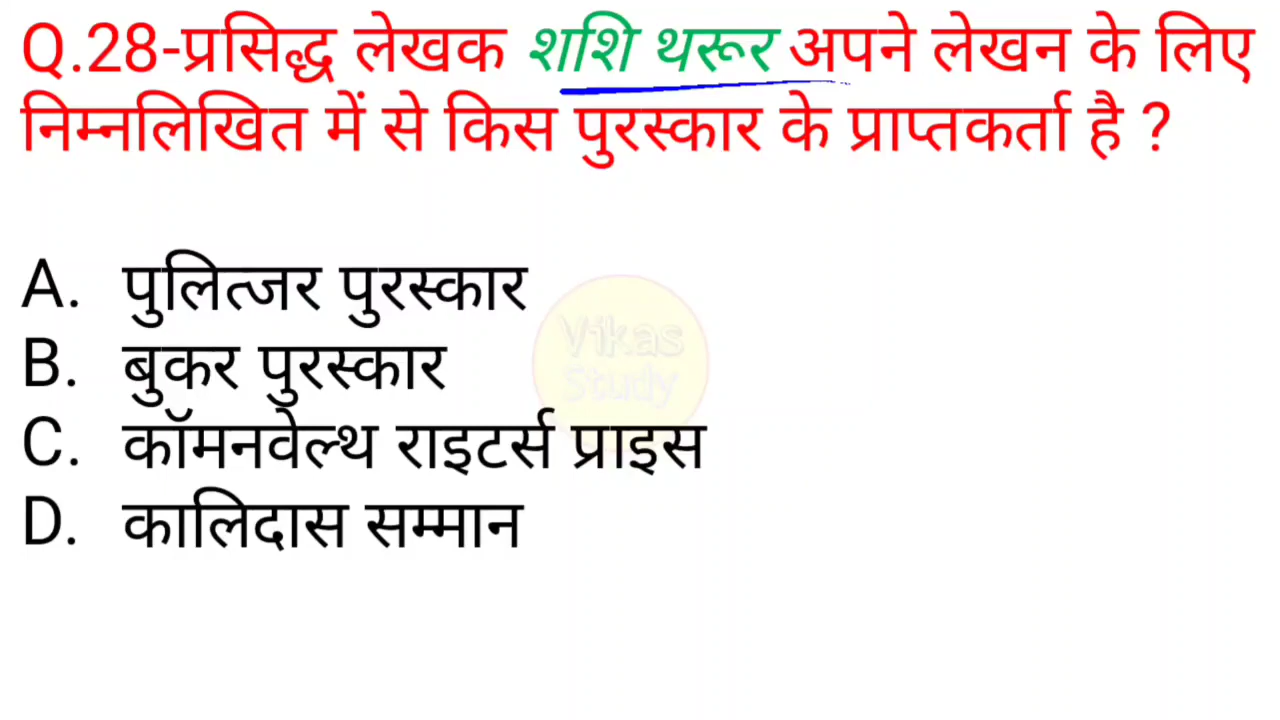 Q.28-प्रसिद्ध लेखक शशि थरूर अपने लेखन के लिए
निम्नलिखित में से किस पुरस्कार के प्राप्तकर्ता है ?
A. पुलित्जर पुरस्कार
B. बुकर पुरस्कार
C. कॉमनवेल्थ राइटर्स प्राइस
D. कालिदास सम्मान
Vikas
Study